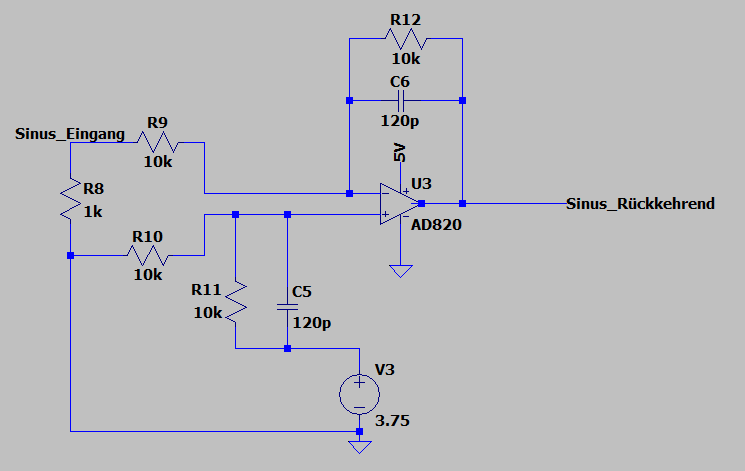 R12
10k
C6
120p
Sinus_Eingang
R9
10k
5V
U3
R8
1k
AD820
Sinus_Rückkehrend
R10
10k
R11
10k
C5
120p
V3
3.75